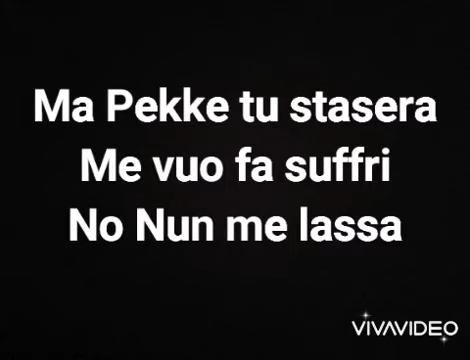 Ma Pekke tu stasera
Me vuo fa suffri
No Nun me lassa
VIVAVIDEO